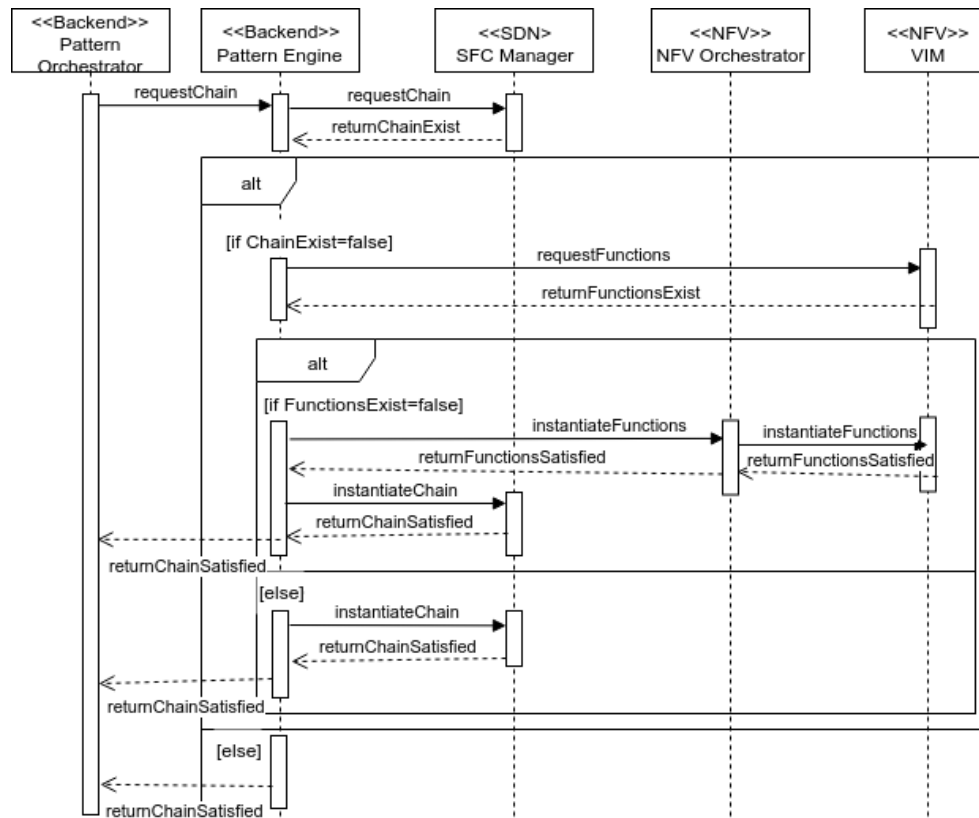 <<Backend>>
Pattern
Orchestrator
<<Backend>>
Pattern Engine
<<SDN>
SFC Manager
<<NFV>>
NFV Orchestrator
<<NFV>>
VIM
requestChain
requestChain
returnChainExist
alt
[if ChainExist=false]
requestFunctions
returnFunctionsExist
alt
[if FunctionsExist=false]
instantiateFunctions
instantiateFunctions
returnFunctionsSatisfied
returnFunctionsSatisfied
instantiateChain
returnChainSatisfied
returnChainSatisfied
[else]
instantiateChain
returnChainSatisfied
returnChainSatisfied
[else]
returnChainSatisfied